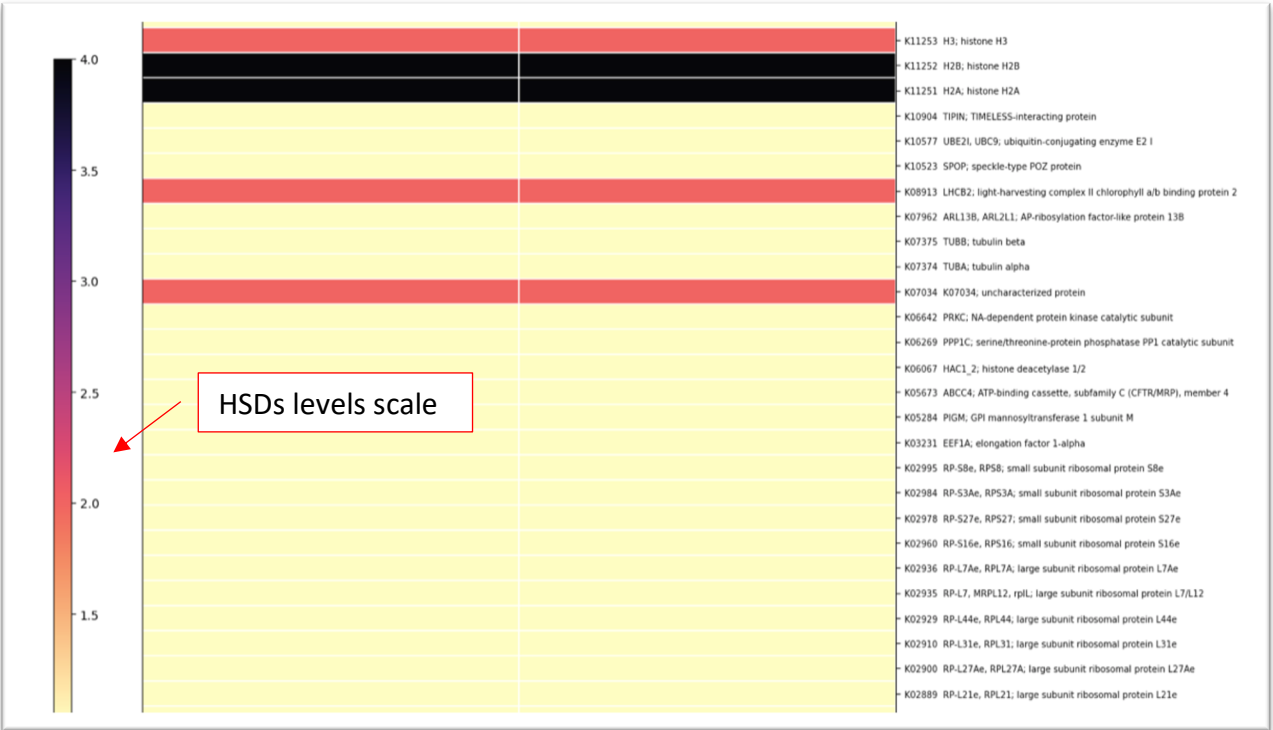 4.0
3.5
3.0
2.5
2.0
1.5
HSDs levels scale
K11253 H3; histone H3
K11252 H2B; histone H2B
K11251 H2A; histone H2A
K10904 TIPIN; TIMELESS-interacting protein
K10577 UBE2I, UBC9; ubiquitin-conjugating enzyme E2 I
K10523 SPOP; speckle-type POZ protein
K08913 LHCB2; light-harvesting complex II chlorophyll a/b binding protein 2
K07962 ARL13B, ARL2L1; AP-ribosylation factor-like protein 13B
K07375 TUBB; tubulin beta
K07374 TUBA; tubulin alpha
K07034 K07034; uncharacterized protein
K06642 PRKC; NA-dependent protein kinase catalytic subunit
K06269 PPP1C; serine/threonine-protein phosphatase PP1 catalytic subunit
K06067 HAC1_2; histone deacetylase 1/2
K05673 ABCC4; ATP-binding cassette, subfamily C (CFTR/MRP), member 4
K05284 PIGM; GPI mannosyltransferase 1 subunit M
K03231 EEF1A; elongation factor 1-alpha
K02995 RP-S8e, RPS8; small subunit ribosomal protein S8e
K02984 RP-S3Ae, RPS3A; small subunit ribosomal protein S3Ae
K02978 RP-S27e, RPS27; small subunit ribosomal protein S27e
K02960 RP-S16e, RPS16; small subunit ribosomal protein S16e
K02936 RP-L7Ae, RPL7A; large subunit ribosomal protein L7Ae
K02935 RP-L7, MRPL12, rplL; large subunit ribosomal protein L7/L12
K02929 RP-L44e, RPL44; large subunit ribosomal protein L44e
K02910 RP-L31e, RPL31; large subunit ribosomal protein L31e
K02900 RP-L27Ae, RPL27A; large subunit ribosomal protein L27Ae
K02889 RP-L21e, RPL21; large subunit ribosomal protein L21e